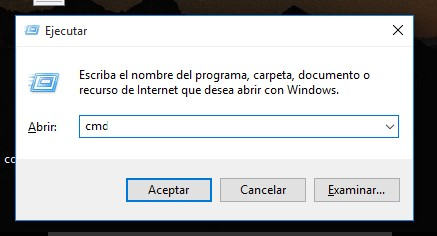 Ejecutar
Escriba el nombre del programa, carpeta, documento o
recurso de Internet que desea abrir con Windows.
Abrir: cmd
Aceptar Cancelar Examinar...